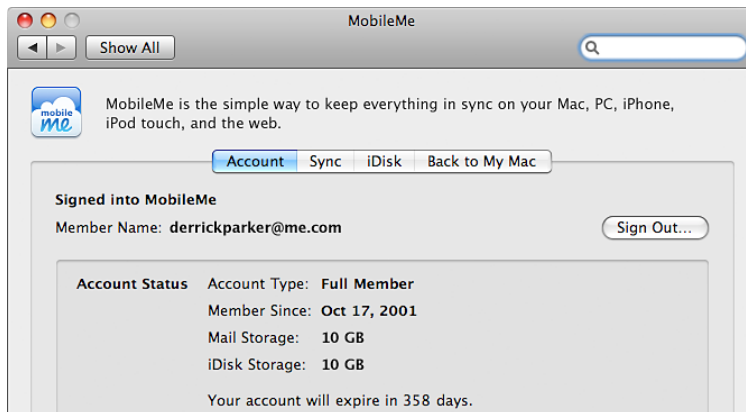 MobileMe
Show All
mobile
me
MobileMe is the simple way to keep everything in sync on your Mac, PC, iPhone,
iPod touch, and the web.
Account Sync iDisk Back to My Mac
Signed into MobileMe
Member Name: derrickparker@me.com Sign Out...
Account Status Account Type: Full Member
Member Since: Oct 17, 2001
Mail Storage: 10 GB
iDisk Storage: 10 GB
Your account will expire in 358 days.